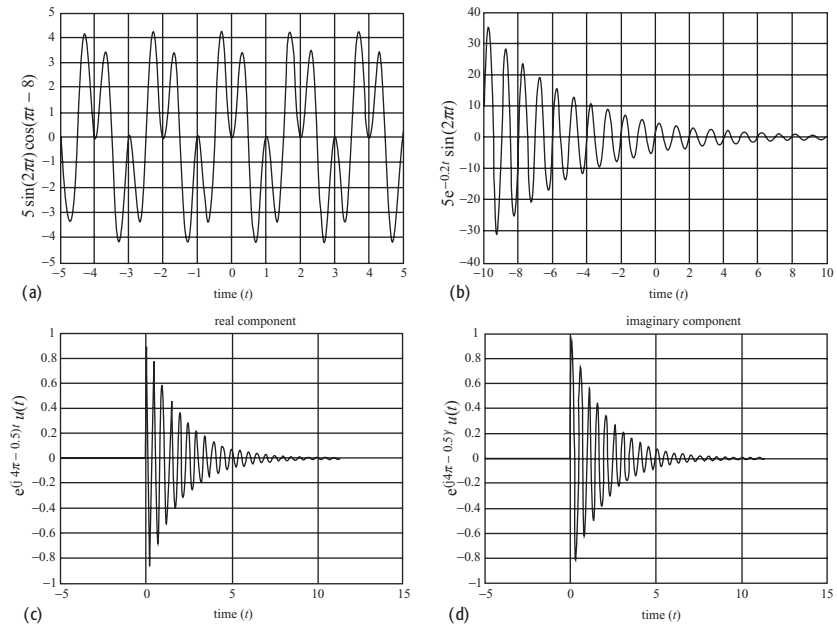 5 sin(2πt) cos(πt − 8)
5
4
3
2
1
0
−1
−2
−3
−4
−5
−5 −4 −3 −2 −1 0 1 2 3 4 5
(a)
time (t)
5e^{−0.2t} sin(2πt)
40
30
20
10
0
−10
−20
−30
−40
−10 −8 −6 −4 −2 0 2 4 6 8 10
(b)
time (t)
real component
e^{(j 4π − 0.5)t} u(t)
1
0.8
0.6
0.4
0.2
0
−0.2
−0.4
−0.6
−0.8
−1
−5 0 5 10 15
(c)
time (t)
imaginary component
e^{(j4π − 0.5)t} u(t)
1
0.8
0.6
0.4
0.2
0
−0.2
−0.4
−0.6
−0.8
−1
−5 0 5 10 15
(d)
time (t)